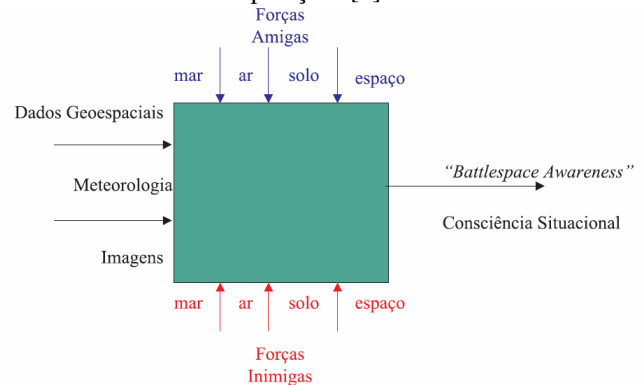 Forças
Amigas
mar ar solo espaço
Dados Geoespaciais
Meteorologia
Imagens
“Battlespace Awareness”
Consciência Situacional
mar ar solo espaço
Forças
Inimigas